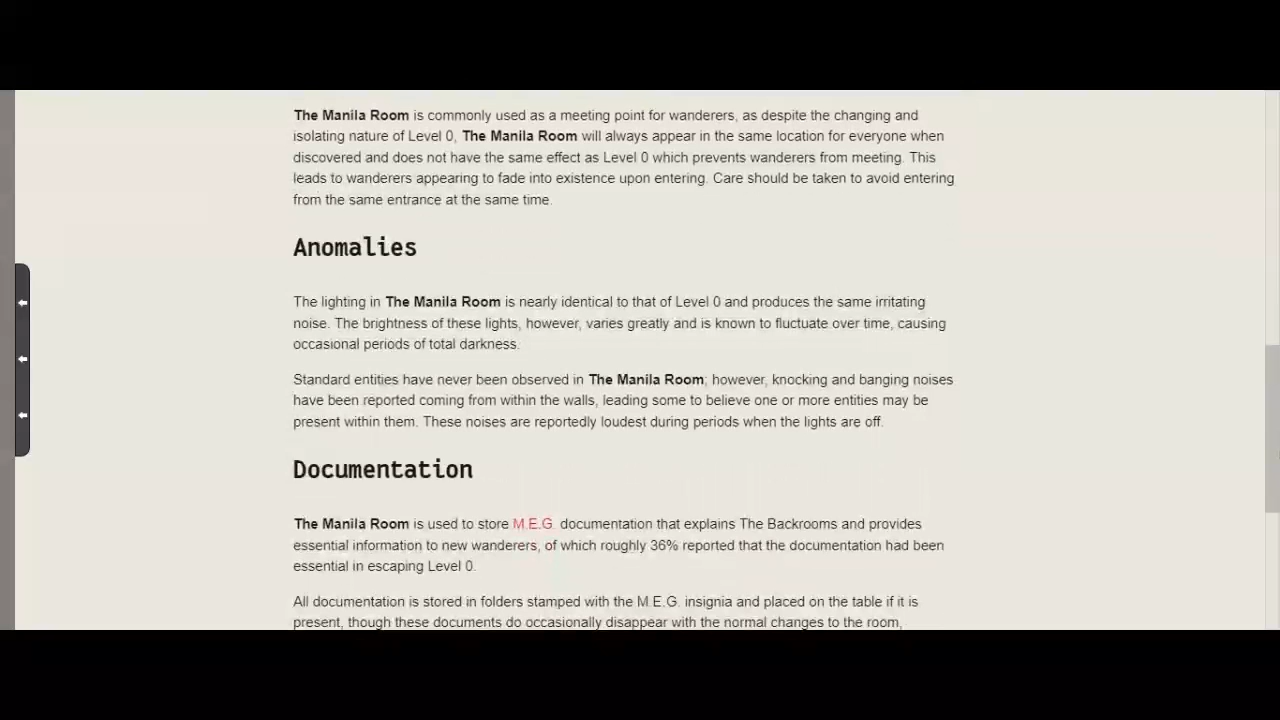 The Manila Room is commonly used as a meeting point for wanderers, as despite the changing and
isolating nature of Level 0, The Manila Room will always appear in the same location for everyone when
discovered and does not have the same effect as Level 0 which prevents wanderers from meeting. This
leads to wanderers appearing to fade into existence upon entering. Care should be taken to avoid entering
from the same entrance at the same time.
Anomalies
The lighting in The Manila Room is nearly identical to that of Level 0 and produces the same irritating
noise. The brightness of these lights, however, varies greatly and is known to fluctuate over time, causing
occasional periods of total darkness.
Standard entities have never been observed in The Manila Room; however, knocking and banging noises
have been reported coming from within the walls, leading some to believe one or more entities may be
present within them. These noises are reportedly loudest during periods when the lights are off.
Documentation
The Manila Room is used to store M.E.G. documentation that explains The Backrooms and provides
essential information to new wanderers, of which roughly 36% reported that the documentation had been
essential in escaping Level 0.
All documentation is stored in folders stamped with the M.E.G. insignia and placed on the table if it is
present, though these documents do occasionally disappear with the normal changes to the room,